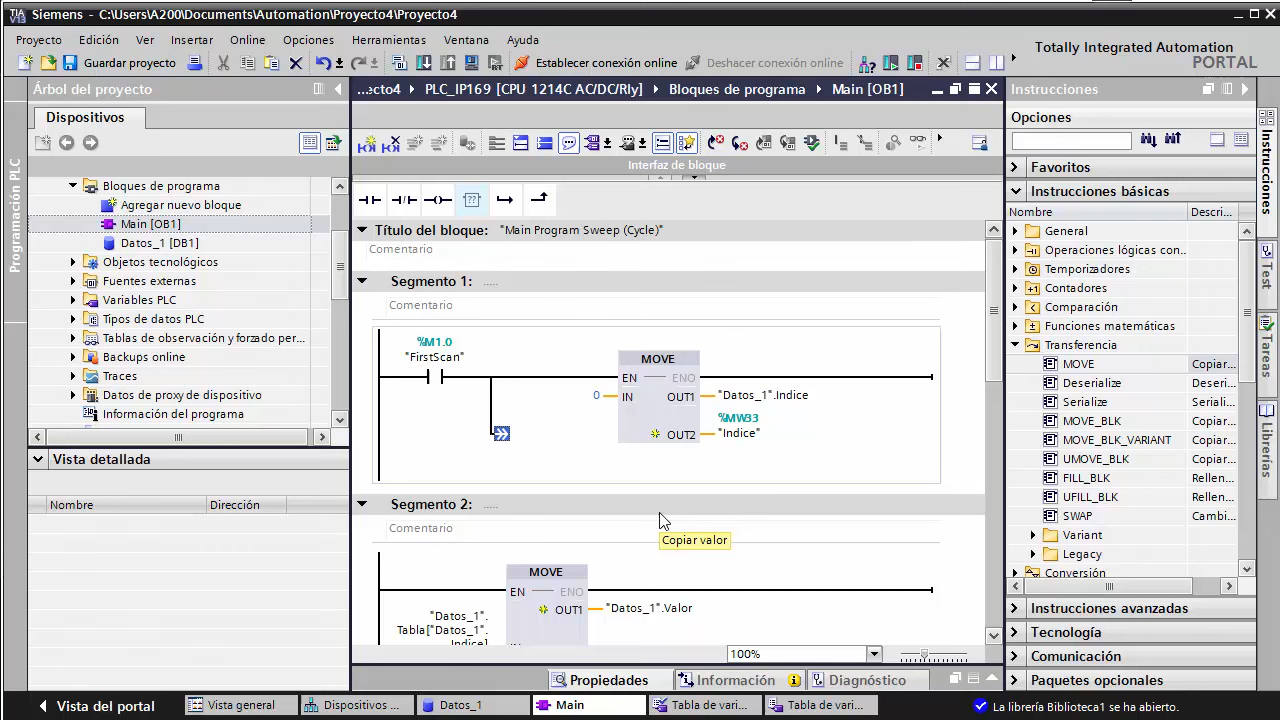 TIA V13 Siemens - C:\Users\A200\Documents\Automation\Proyecto4\Proyecto4
Proyecto Edición Ver Insertar Online Opciones Herramientas Ventana Ayuda
Guardar proyecto
Establecer conexión online
Deshacer conexión online
Totally Integrated Automation
PORTAL
Árbol del proyecto
Dispositivos
Programación PLC
Bloques de programa
Agregar nuevo bloque
Main [OB1]
Datos_1 [DB1]
Objetos tecnológicos
Fuentes externas
Variables PLC
Tipos de datos PLC
Tablas de observación y forzado per...
Backups online
Traces
Datos de proxy de dispositivo
Información del programa
Vista detallada
Nombre Dirección
...ecto4 PLC_IP169 [CPU 1214C AC/DC/Rly] Bloques de programa Main [OB1]
Interfaz de bloque
??
Título del bloque: "Main Program Sweep (Cycle)"
Comentario
Segmento 1: .....
Comentario
%M1.0
"FirstScan"
MOVE
EN ENO
0 IN OUT1 "Datos_1".Indice
%MW33
OUT2 "Indice"
Segmento 2: .....
Comentario
Copiar valor
MOVE
EN ENO
OUT1 "Datos_1".Valor
"Datos_1".
Tabla["Datos_1".
Indice]
100%
Propiedades Información Diagnóstico
Instrucciones
Opciones
Favoritos
Instrucciones básicas
Nombre Descri...
General
Operaciones lógicas con...
Temporizadores
Contadores
Comparación
Funciones matemáticas
Transferencia
MOVE Copiar...
Deserialize Deseri...
Serialize Serializ...
MOVE_BLK Copiar...
MOVE_BLK_VARIANT Copiar...
UMOVE_BLK Copiar...
FILL_BLK Rellen...
UFILL_BLK Rellen...
SWAP Cambi...
Variant
Legacy
Conversión
Instrucciones avanzadas
Tecnología
Comunicación
Paquetes opcionales
Instrucciones
Test
Tareas
Librerías
Vista del portal Vista general Dispositivos ... Datos_1 Main Tabla de vari... Tabla de vari... La librería Biblioteca1 se ha abierto.